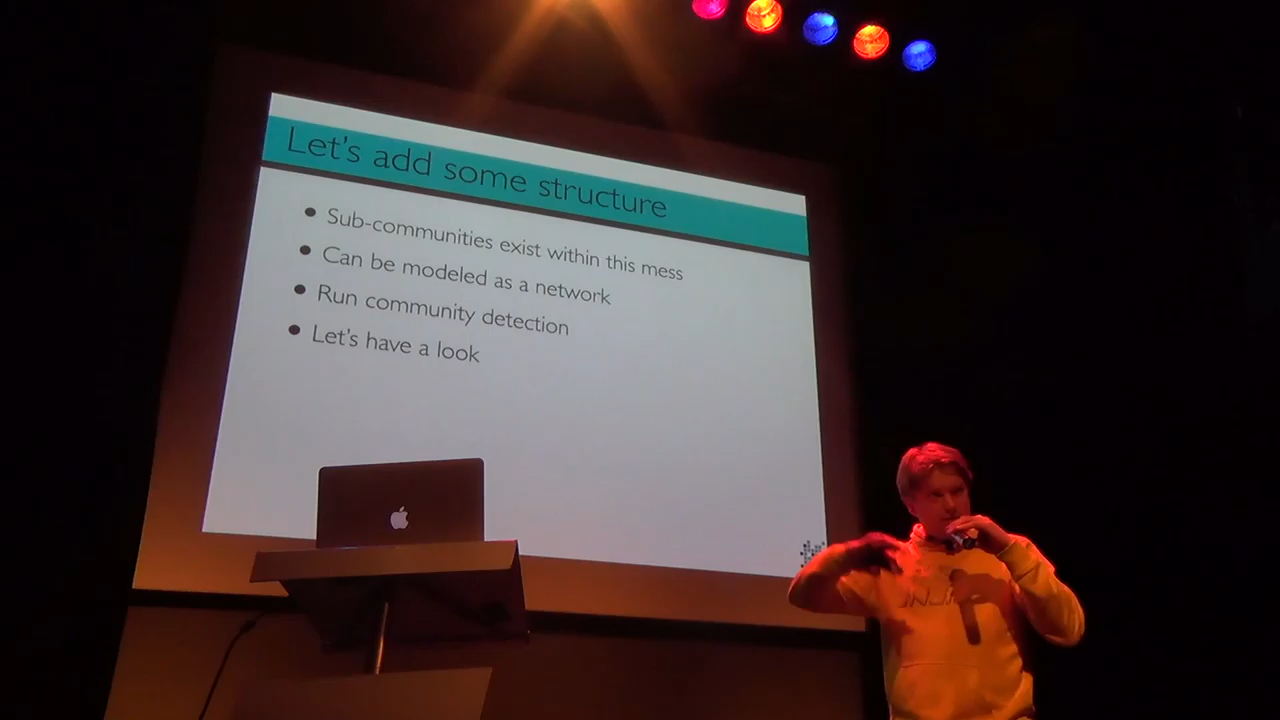 Let's add some structure
Sub-communities exist within this mess
Can be modeled as a network
Run community detection
Let's have a look